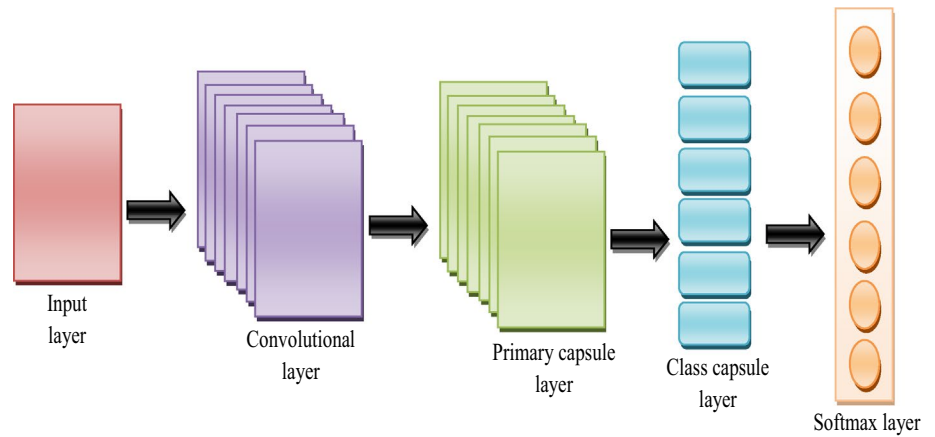 Input
layer
Convolutional
layer
Primary capsule
layer
Class capsule
layer
Softmax layer